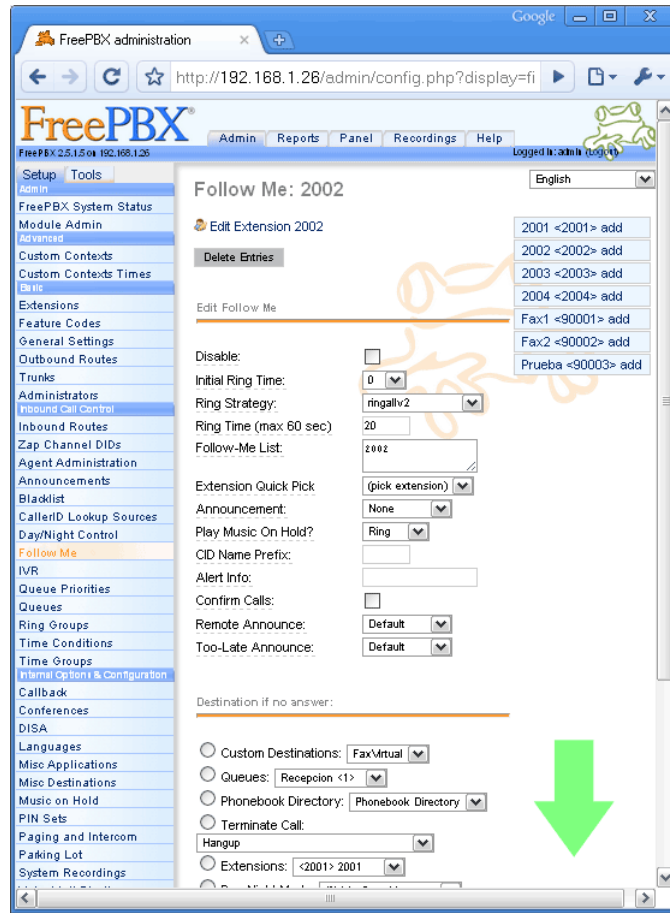 Google
FreePBX administration
http://192.168.1.26/admin/config.php?display=fi
FreePBX®
Admin Reports Panel Recordings Help
FreePBX 2.5.1.5 on 192.168.1.26
Logged in: admin (Logout)
Setup Tools
English
Admin
FreePBX System Status
Module Admin
Advanced
Custom Contexts
Custom Contexts Times
Basic
Extensions
Feature Codes
General Settings
Outbound Routes
Trunks
Administrators
Inbound Call Control
Inbound Routes
Zap Channel DIDs
Agent Administration
Announcements
Blacklist
CallerID Lookup Sources
Day/Night Control
Follow Me
IVR
Queue Priorities
Queues
Ring Groups
Time Conditions
Time Groups
Internal Options & Configuration
Callback
Conferences
DISA
Languages
Misc Applications
Misc Destinations
Music on Hold
PIN Sets
Paging and Intercom
Parking Lot
System Recordings
Follow Me: 2002
Edit Extension 2002
Delete Entries
Edit Follow Me
Disable:
Initial Ring Time: 0
Ring Strategy: ringallv2
Ring Time (max 60 sec) 20
Follow-Me List: 2002
Extension Quick Pick (pick extension)
Announcement: None
Play Music On Hold? Ring
CID Name Prefix:
Alert Info:
Confirm Calls:
Remote Announce: Default
Too-Late Announce: Default
Destination if no answer:
Custom Destinations: FaxVirtual
Queues: Recepcion <1>
Phonebook Directory: Phonebook Directory
Terminate Call:
Hangup
Extensions: <2001> 2001
2001 <2001> add
2002 <2002> add
2003 <2003> add
2004 <2004> add
Fax1 <90001> add
Fax2 <90002> add
Prueba <90003> add